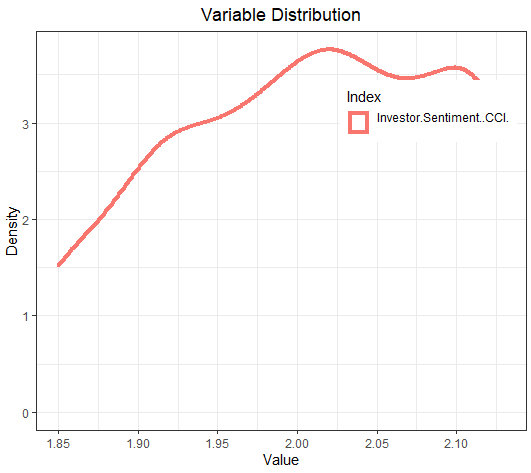 Variable Distribution
Index
Investor.Sentiment..CCI.
Density
3
2
1
0
1.85 1.90 1.95 2.00 2.05 2.10
Value